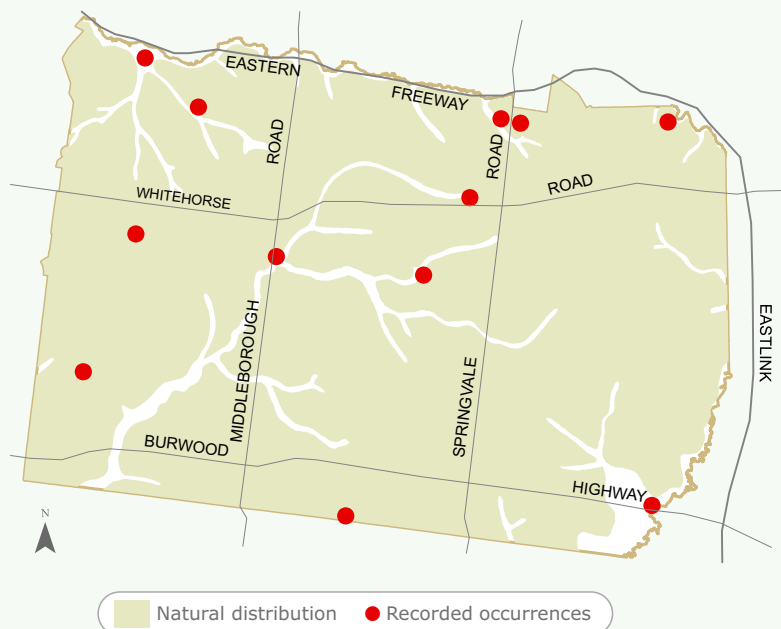 EASTERN
FREEWAY
ROAD
ROAD
ROAD
WHITEHORSE
MIDDLEBOROUGH
EASTLINK
SPRINGVALE
BURWOOD
HIGHWAY
N
Natural distribution
Recorded occurrences